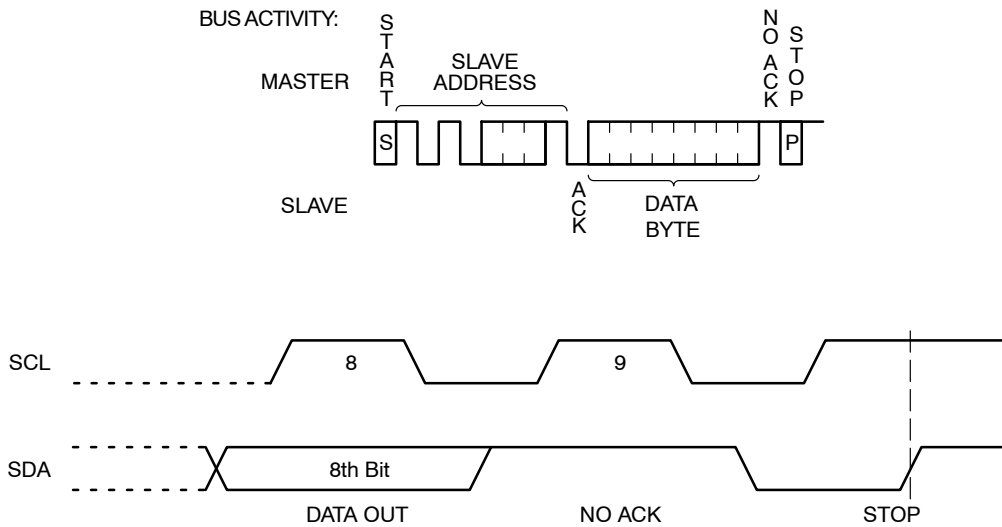 BUS ACTIVITY:
MASTER
START
SLAVE
ADDRESS
NO ACK
STOP
S
P
SLAVE
ACK
DATA
BYTE
SCL
8
9
SDA
8th Bit
DATA OUT
NO ACK
STOP